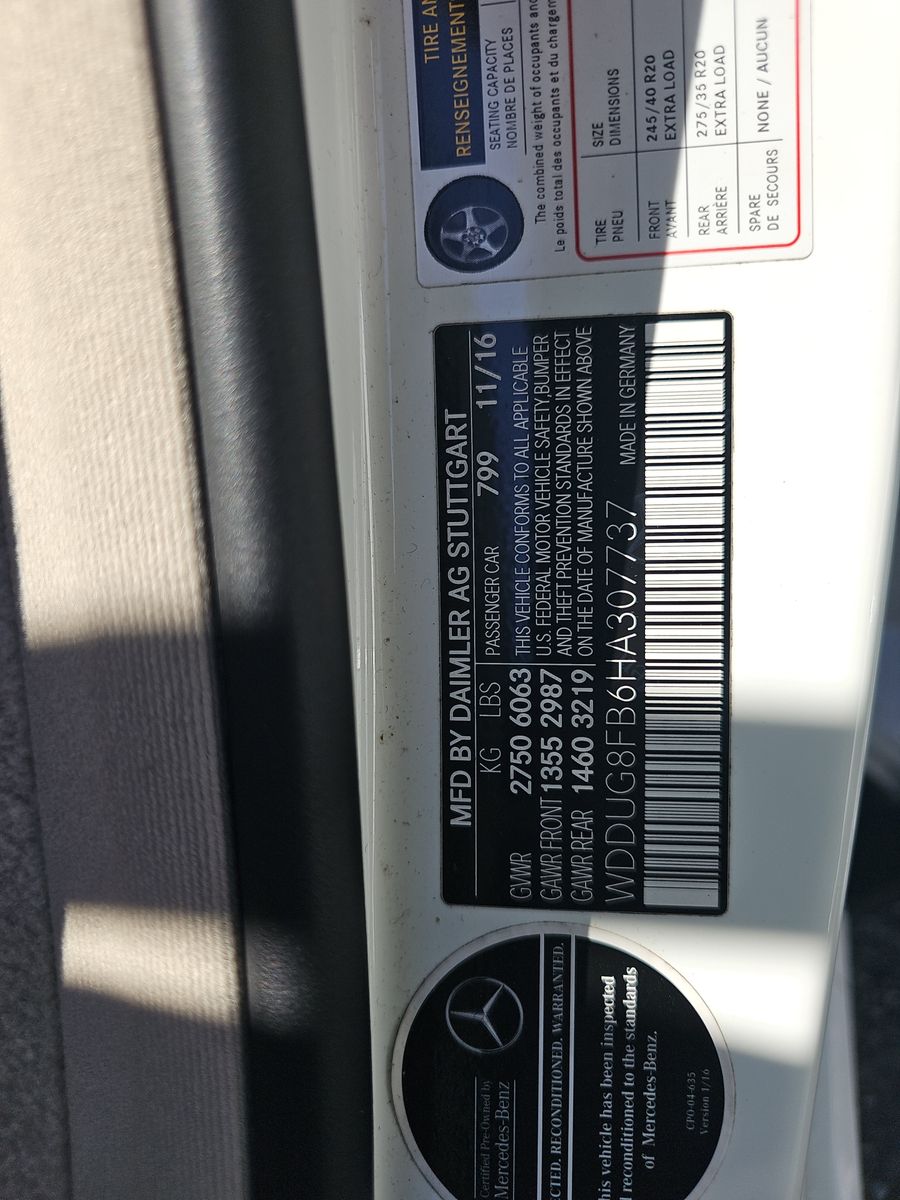 Certified Pre-Owned by
Mercedes-Benz
CTED. RECONDITIONED. WARRANTED.
his vehicle has been inspected
reconditioned to the standards
of Mercedes-Benz.
CPO-04-635
Version 1/16
MFD BY DAIMLER AG STUTTGART
KG LBS PASSENGER CAR 799 11/16
GVWR 2750 6063 THIS VEHICLE CONFORMS TO ALL APPLICABLE
GAWR FRONT 1355 2987 U.S. FEDERAL MOTOR VEHICLE SAFETY,BUMPER
GAWR REAR 1460 3219 AND THEFT PREVENTION STANDARDS IN EFFECT
ON THE DATE OF MANUFACTURE SHOWN ABOVE
WDDUG8FB6HA307737 MADE IN GERMANY
TIRE AN
RENSEIGNEMENT
SEATING CAPACITY
NOMBRE DE PLACES
The combined weight of occupants and
Le poids total des occupants et du chargem
TIRE SIZE
PNEU DIMENSIONS
FRONT 245/40 R20
AVANT EXTRA LOAD
REAR 275/35 R20
ARRIÈRE EXTRA LOAD
SPARE NONE / AUCUN
DE SECOURS